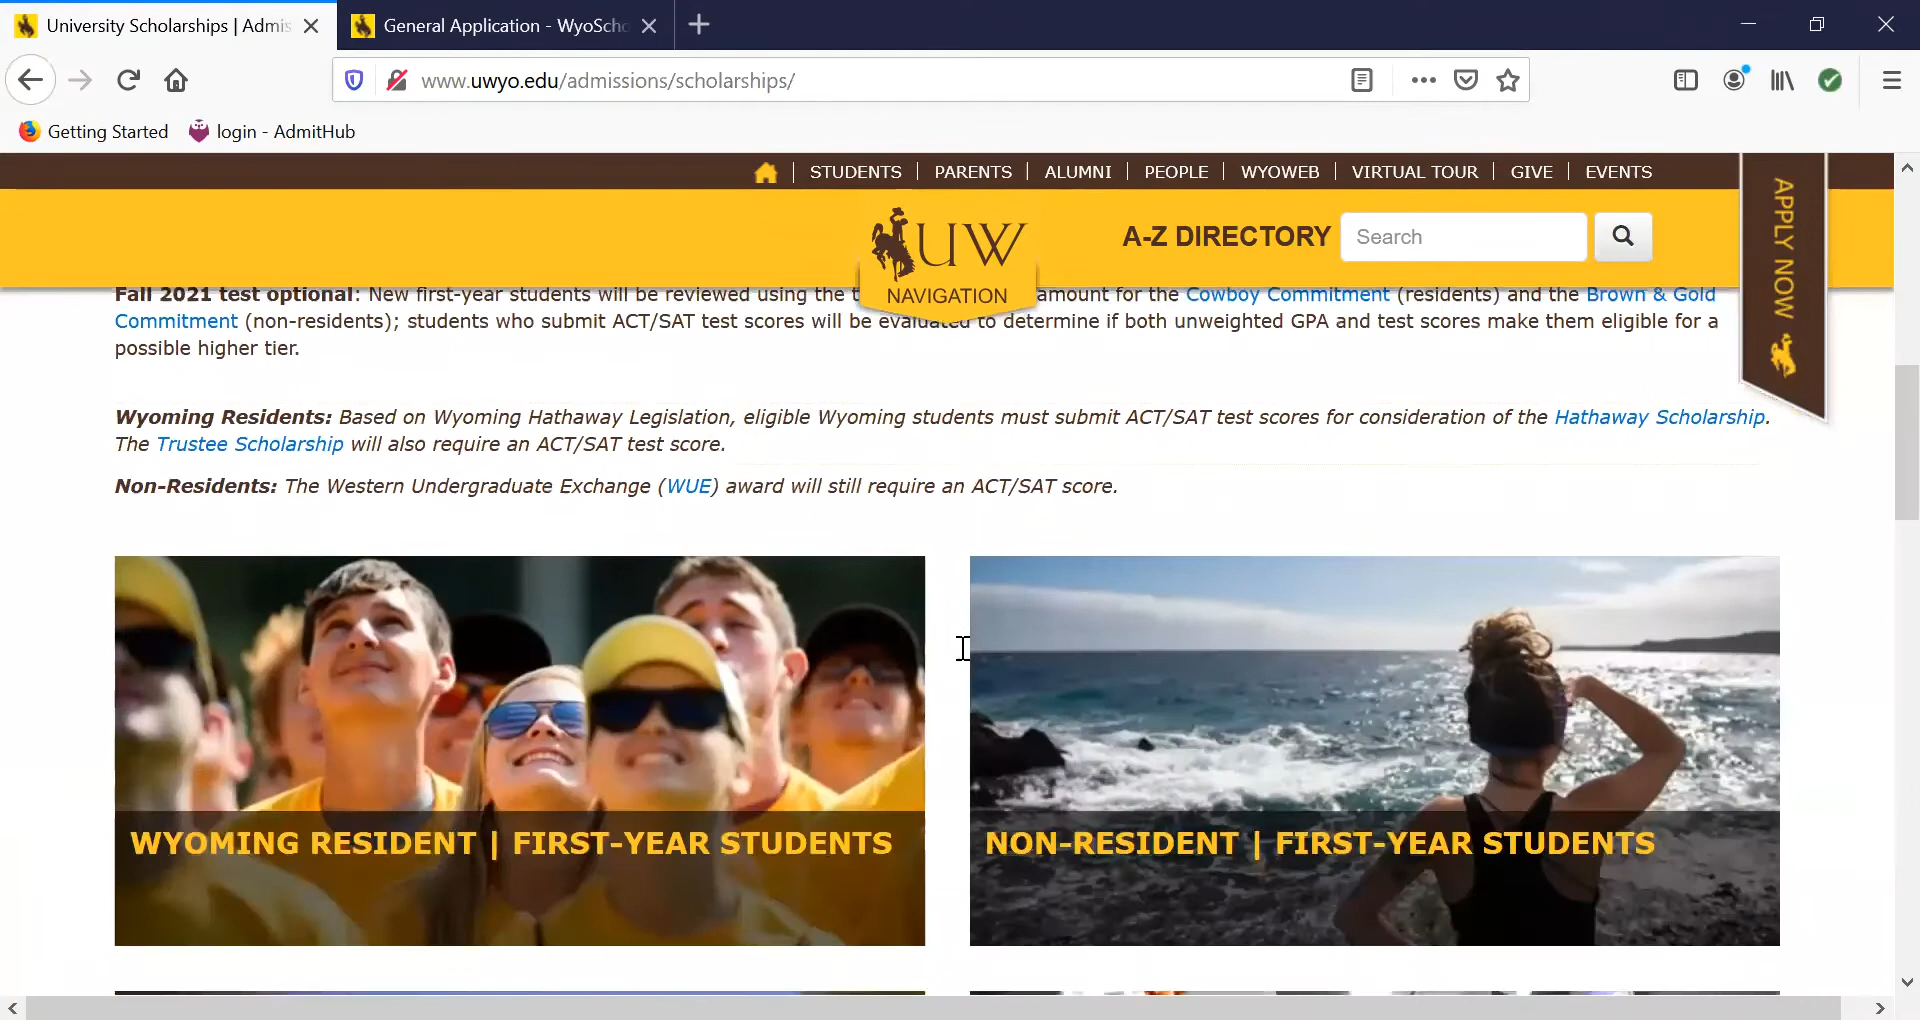 University Scholarships | Admis
General Application - WyoScho
www.uwyo.edu/admissions/scholarships/
Getting Started
login - AdmitHub
STUDENTS
PARENTS
ALUMNI
PEOPLE
WYOWEB
VIRTUAL TOUR
GIVE
EVENTS
APPLY NOW
UW
NAVIGATION
A-Z DIRECTORY
Search
Fall 2021 test optional: New first-year students will be reviewed using the t amount for the Cowboy Commitment (residents) and the Brown & Gold
Commitment (non-residents); students who submit ACT/SAT test scores will be evaluated to determine if both unweighted GPA and test scores make them eligible for a
possible higher tier.
Wyoming Residents: Based on Wyoming Hathaway Legislation, eligible Wyoming students must submit ACT/SAT test scores for consideration of the Hathaway Scholarship.
The Trustee Scholarship will also require an ACT/SAT test score.
Non-Residents: The Western Undergraduate Exchange (WUE) award will still require an ACT/SAT score.
WYOMING RESIDENT | FIRST-YEAR STUDENTS
NON-RESIDENT | FIRST-YEAR STUDENTS